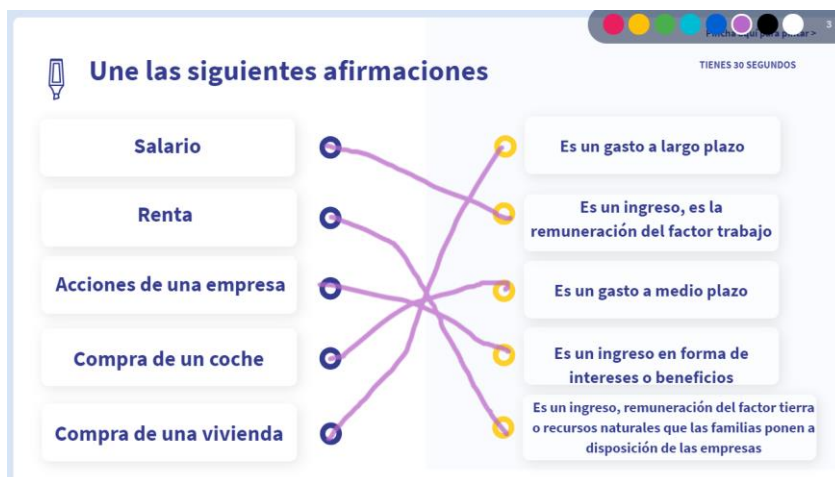 3
Pincha aquí para pintar >
Une las siguientes afirmaciones
TIENES 30 SEGUNDOS
Salario
Es un gasto a largo plazo
Renta
Es un ingreso, es la
remuneración del factor trabajo
Acciones de una empresa
Es un gasto a medio plazo
Compra de un coche
Es un ingreso en forma de
intereses o beneficios
Compra de una vivienda
Es un ingreso, remuneración del factor tierra
o recursos naturales que las familias ponen a
disposición de las empresas